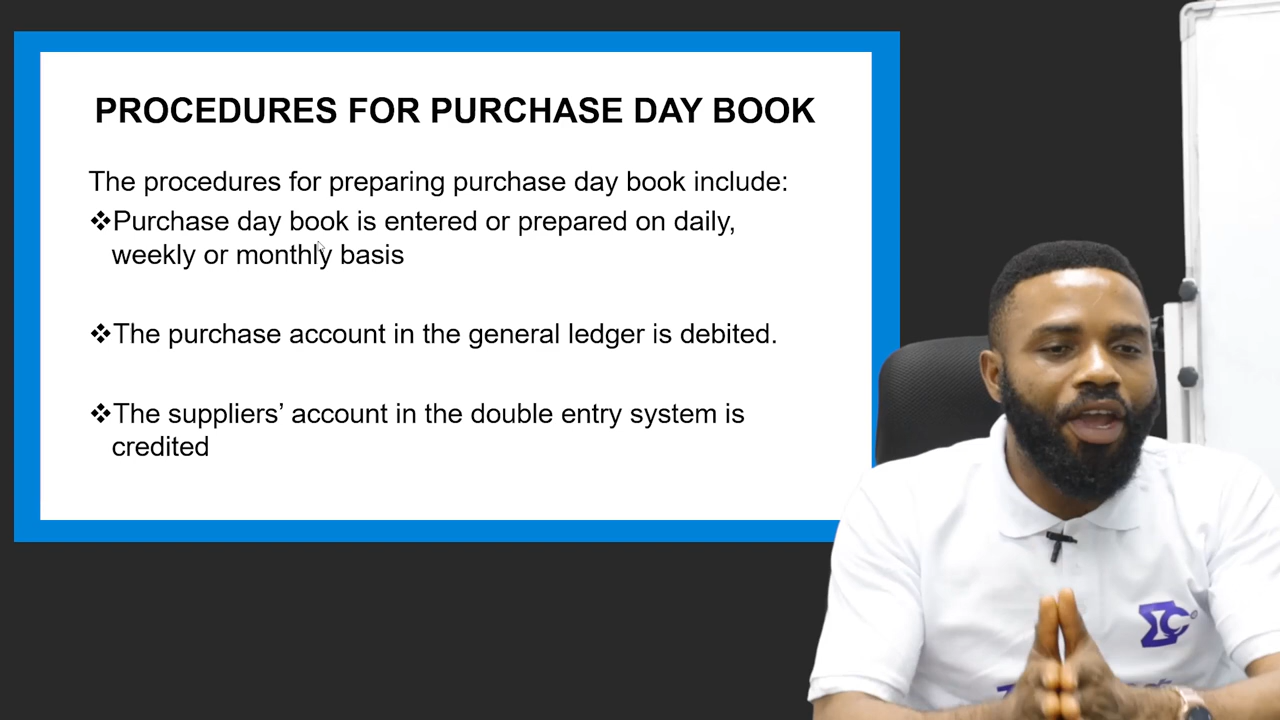 PROCEDURES FOR PURCHASE DAY BOOK
The procedures for preparing purchase day book include:
❖Purchase day book is entered or prepared on daily,
weekly or monthly basis
❖The purchase account in the general ledger is debited.
❖The suppliers’ account in the double entry system is
credited